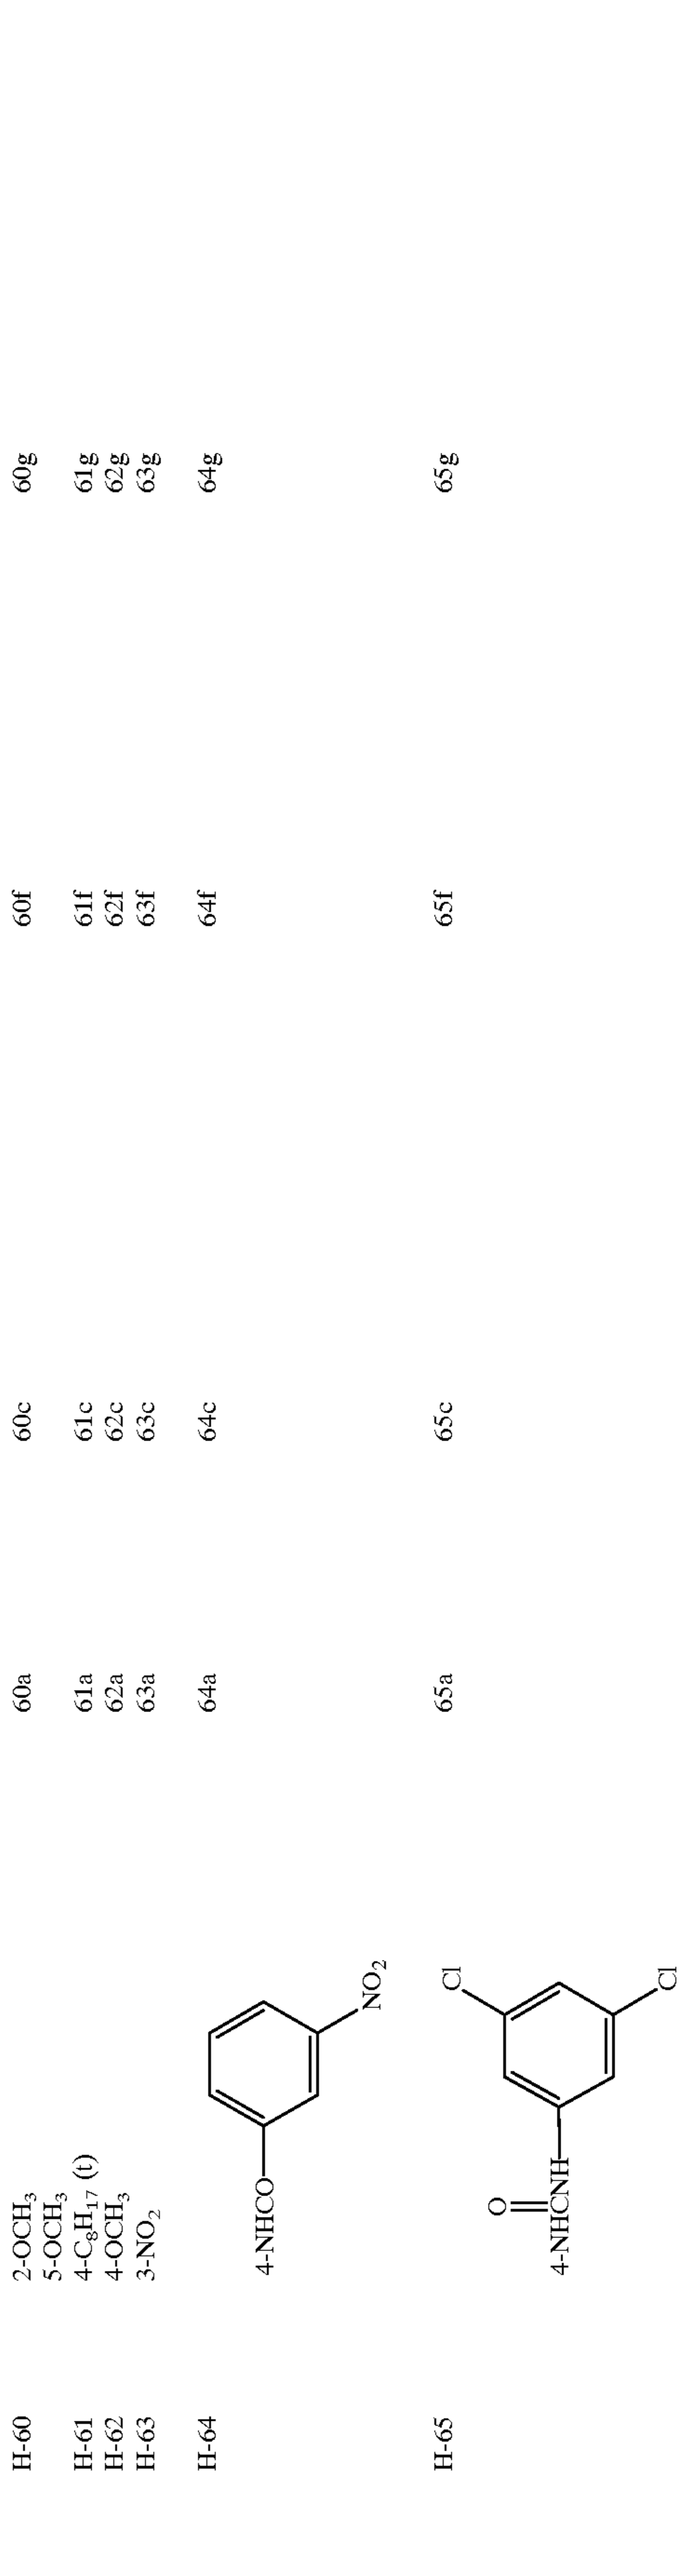 H-60 2-OCH₃ 60a 60c 60f 60g
5-OCH₃
H-61 4-C₈H₁₇ (t) 61a 61c 61f 61g
H-62 4-OCH₃ 62a 62c 62f 62g
H-63 3-NO₂ 63a 63c 63f 63g
H-64 64a 64c 64f 64g
4-NHCO
NO₂
H-65 65a 65c 65f 65g
Cl
O
4-NHCNH
Cl